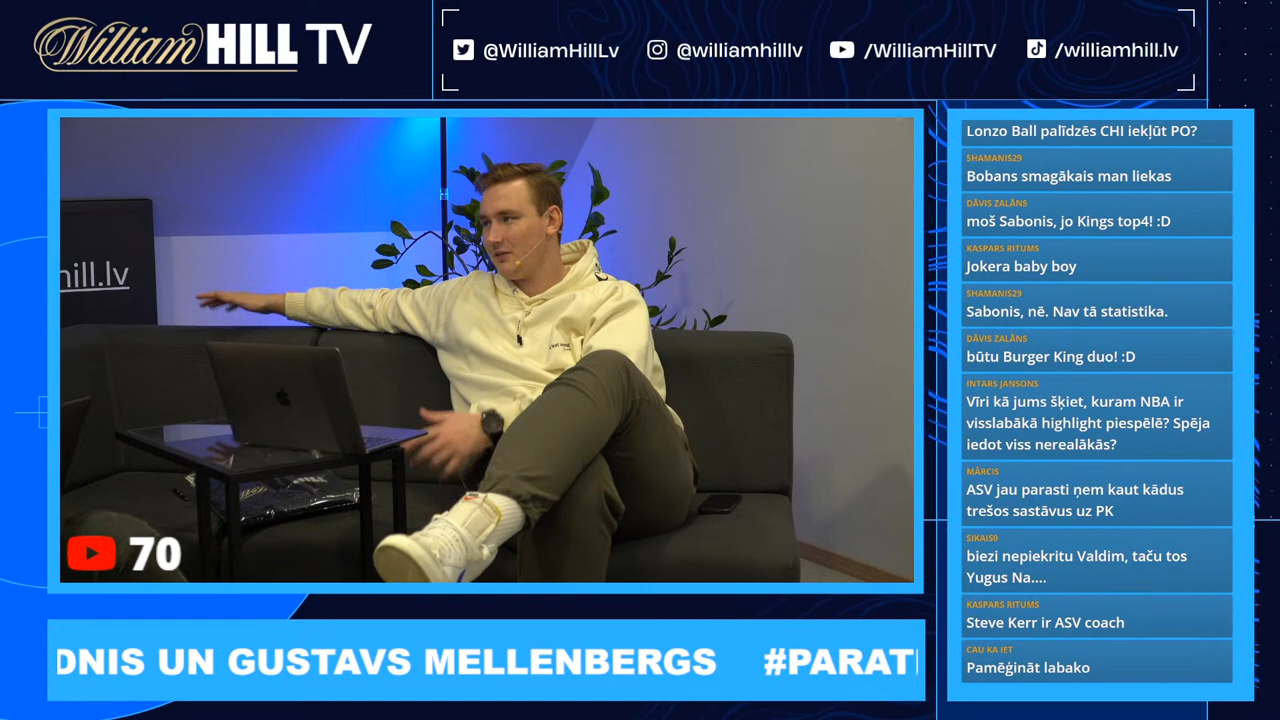 William HILL TV
@WilliamHillLv
@williamhilllv
/WilliamHillTV
/williamhill.lv
hill.lv
70
DNIS UN GUSTAVS MELLENBERGS #PARATI
Lonzo Ball palīdzēs CHI iekļūt PO?
SHAMANIS29
Bobans smagākais man liekas
DĀVIS ZALĀNS
moš Sabonis, jo Kings top4! :D
KASPARS RITUMS
Jokera baby boy
SHAMANIS29
Sabonis, nē. Nav tā statistika.
DĀVIS ZALĀNS
būtu Burger King duo! :D
INTARS JANSONS
Vīri kā jums šķiet, kuram NBA ir
visslabākā highlight piespēlē? Spēja
iedot viss nerealākās?
MĀRCIS
ASV jau parasti ņem kaut kādus
trešos sastāvus uz PK
SIKAIS0
biezi nepiekritu Valdim, taču tos
Yugus Na....
KASPARS RITUMS
Steve Kerr ir ASV coach
CAU KA IET
Pamēģināt labako